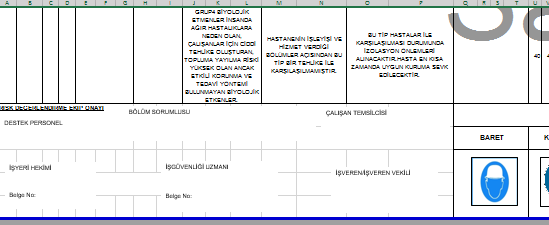 A B C D E F G H I J K L M N O P Q R S T U V
GRUP4 BİYOLOJİK
ETMENLER İNSANDA
AĞIR HASTALIKLARA
NEDEN OLAN,
ÇALIŞANLAR İÇİN CİDDİ
TEHLİKE OLUŞTURAN,
TOPLUMA YAYILMA RİSKİ
YÜKSEK OLAN ANCAK
ETKİLİ KORUNMA VE
TEDAVİ YÖNTEMİ
BULUNMAYAN BİYOLOJİK
ETKENLER.
HASTANENİN İŞLEYİŞİ VE
HİZMET VERDİĞİ
BÖLÜMLER AÇISINDAN BU
TİP BİR TEHLİKE İLE
KARŞILAŞILMAMIŞTIR.
BU TİP HASTALAR İLE
KARŞILAŞILMASI DURUMUNDA
İZOLASYON ÖNLEMLERİ
ALINACAKTIR.HASTA EN KISA
ZAMANDA UYGUN KURUMA SEVK
EDİLECEKTİR.
40
RİSK DEĞERLENDİRME EKİP ONAYI
DESTEK PERSONEL
BÖLÜM SORUMLUSU
ÇALIŞAN TEMSİLCİSİ
BARET
K
İŞYERİ HEKİMİ
İŞGÜVENLİĞİ UZMANI
İŞVEREN/İŞVEREN VEKİLİ
Belge No:
Belge No: